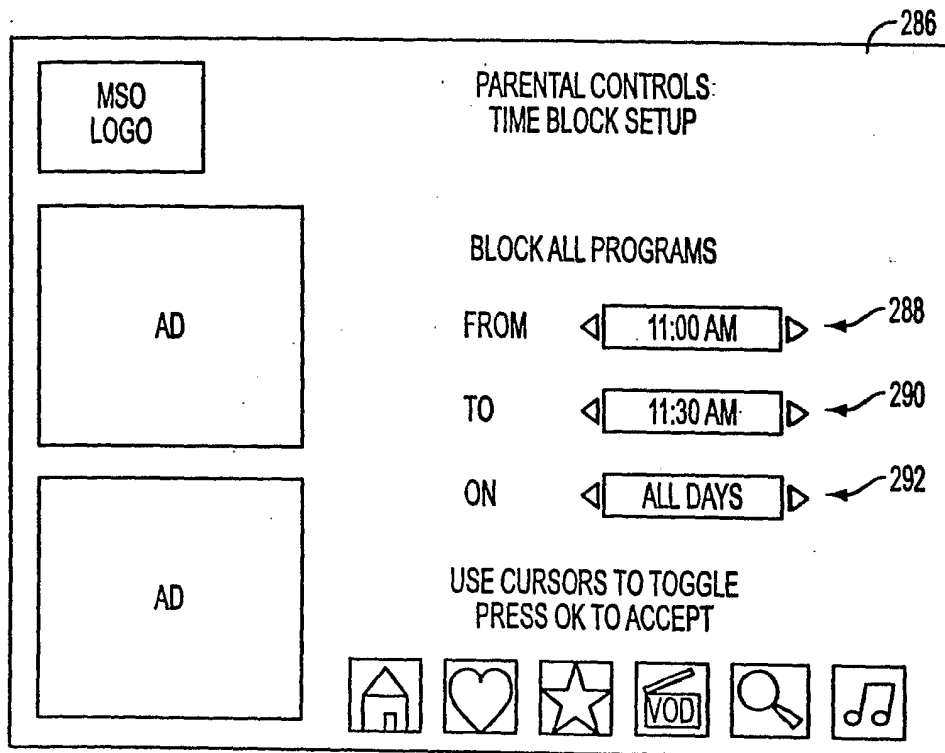 286
MSO
LOGO
PARENTAL CONTROLS:
TIME BLOCK SETUP
AD
BLOCK ALL PROGRAMS
FROM 11:00 AM 288
TO 11:30 AM 290
ON ALL DAYS 292
AD
USE CURSORS TO TOGGLE
PRESS OK TO ACCEPT
VOD